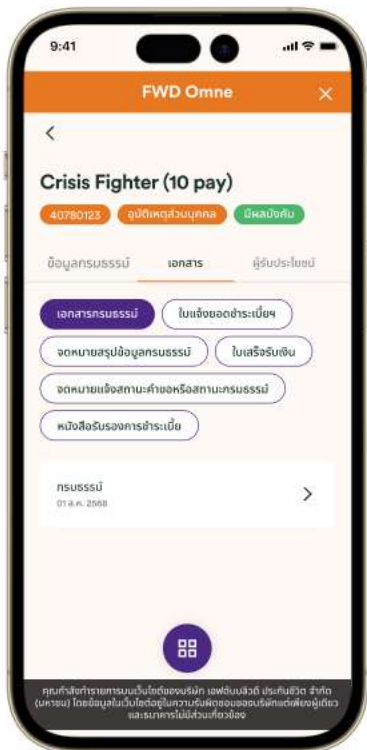 9:41
FWD Omne
Crisis Fighter (10 pay)
40780123 อุบัติเหตุส่วนบุคคล มีผลบังคับ
ข้อมูลกรมธรรม์ เอกสาร ผู้รับประโยชน์
เอกสารกรมธรรม์ ใบแจ้งยอดชำระเบี้ยฯ
จดหมายสรุปข้อมูลกรมธรรม์ ใบเสร็จรับเงิน
จดหมายแจ้งสถานะคำขอหรือสถานะกรมธรรม์
หนังสือรับรองการชำระเบี้ย
กรมธรรม์
01 ส.ค. 2568
คุณกำลังทำรายการบนเว็บไซต์ของบริษัท เอฟดับบลิวดี ประกันชีวิต จำกัด
(มหาชน) โดยข้อมูลในเว็บไซต์อยู่ในความรับผิดชอบของบริษัทแต่เพียงผู้เดียว
และธนาคารไม่มีส่วนเกี่ยวข้อง